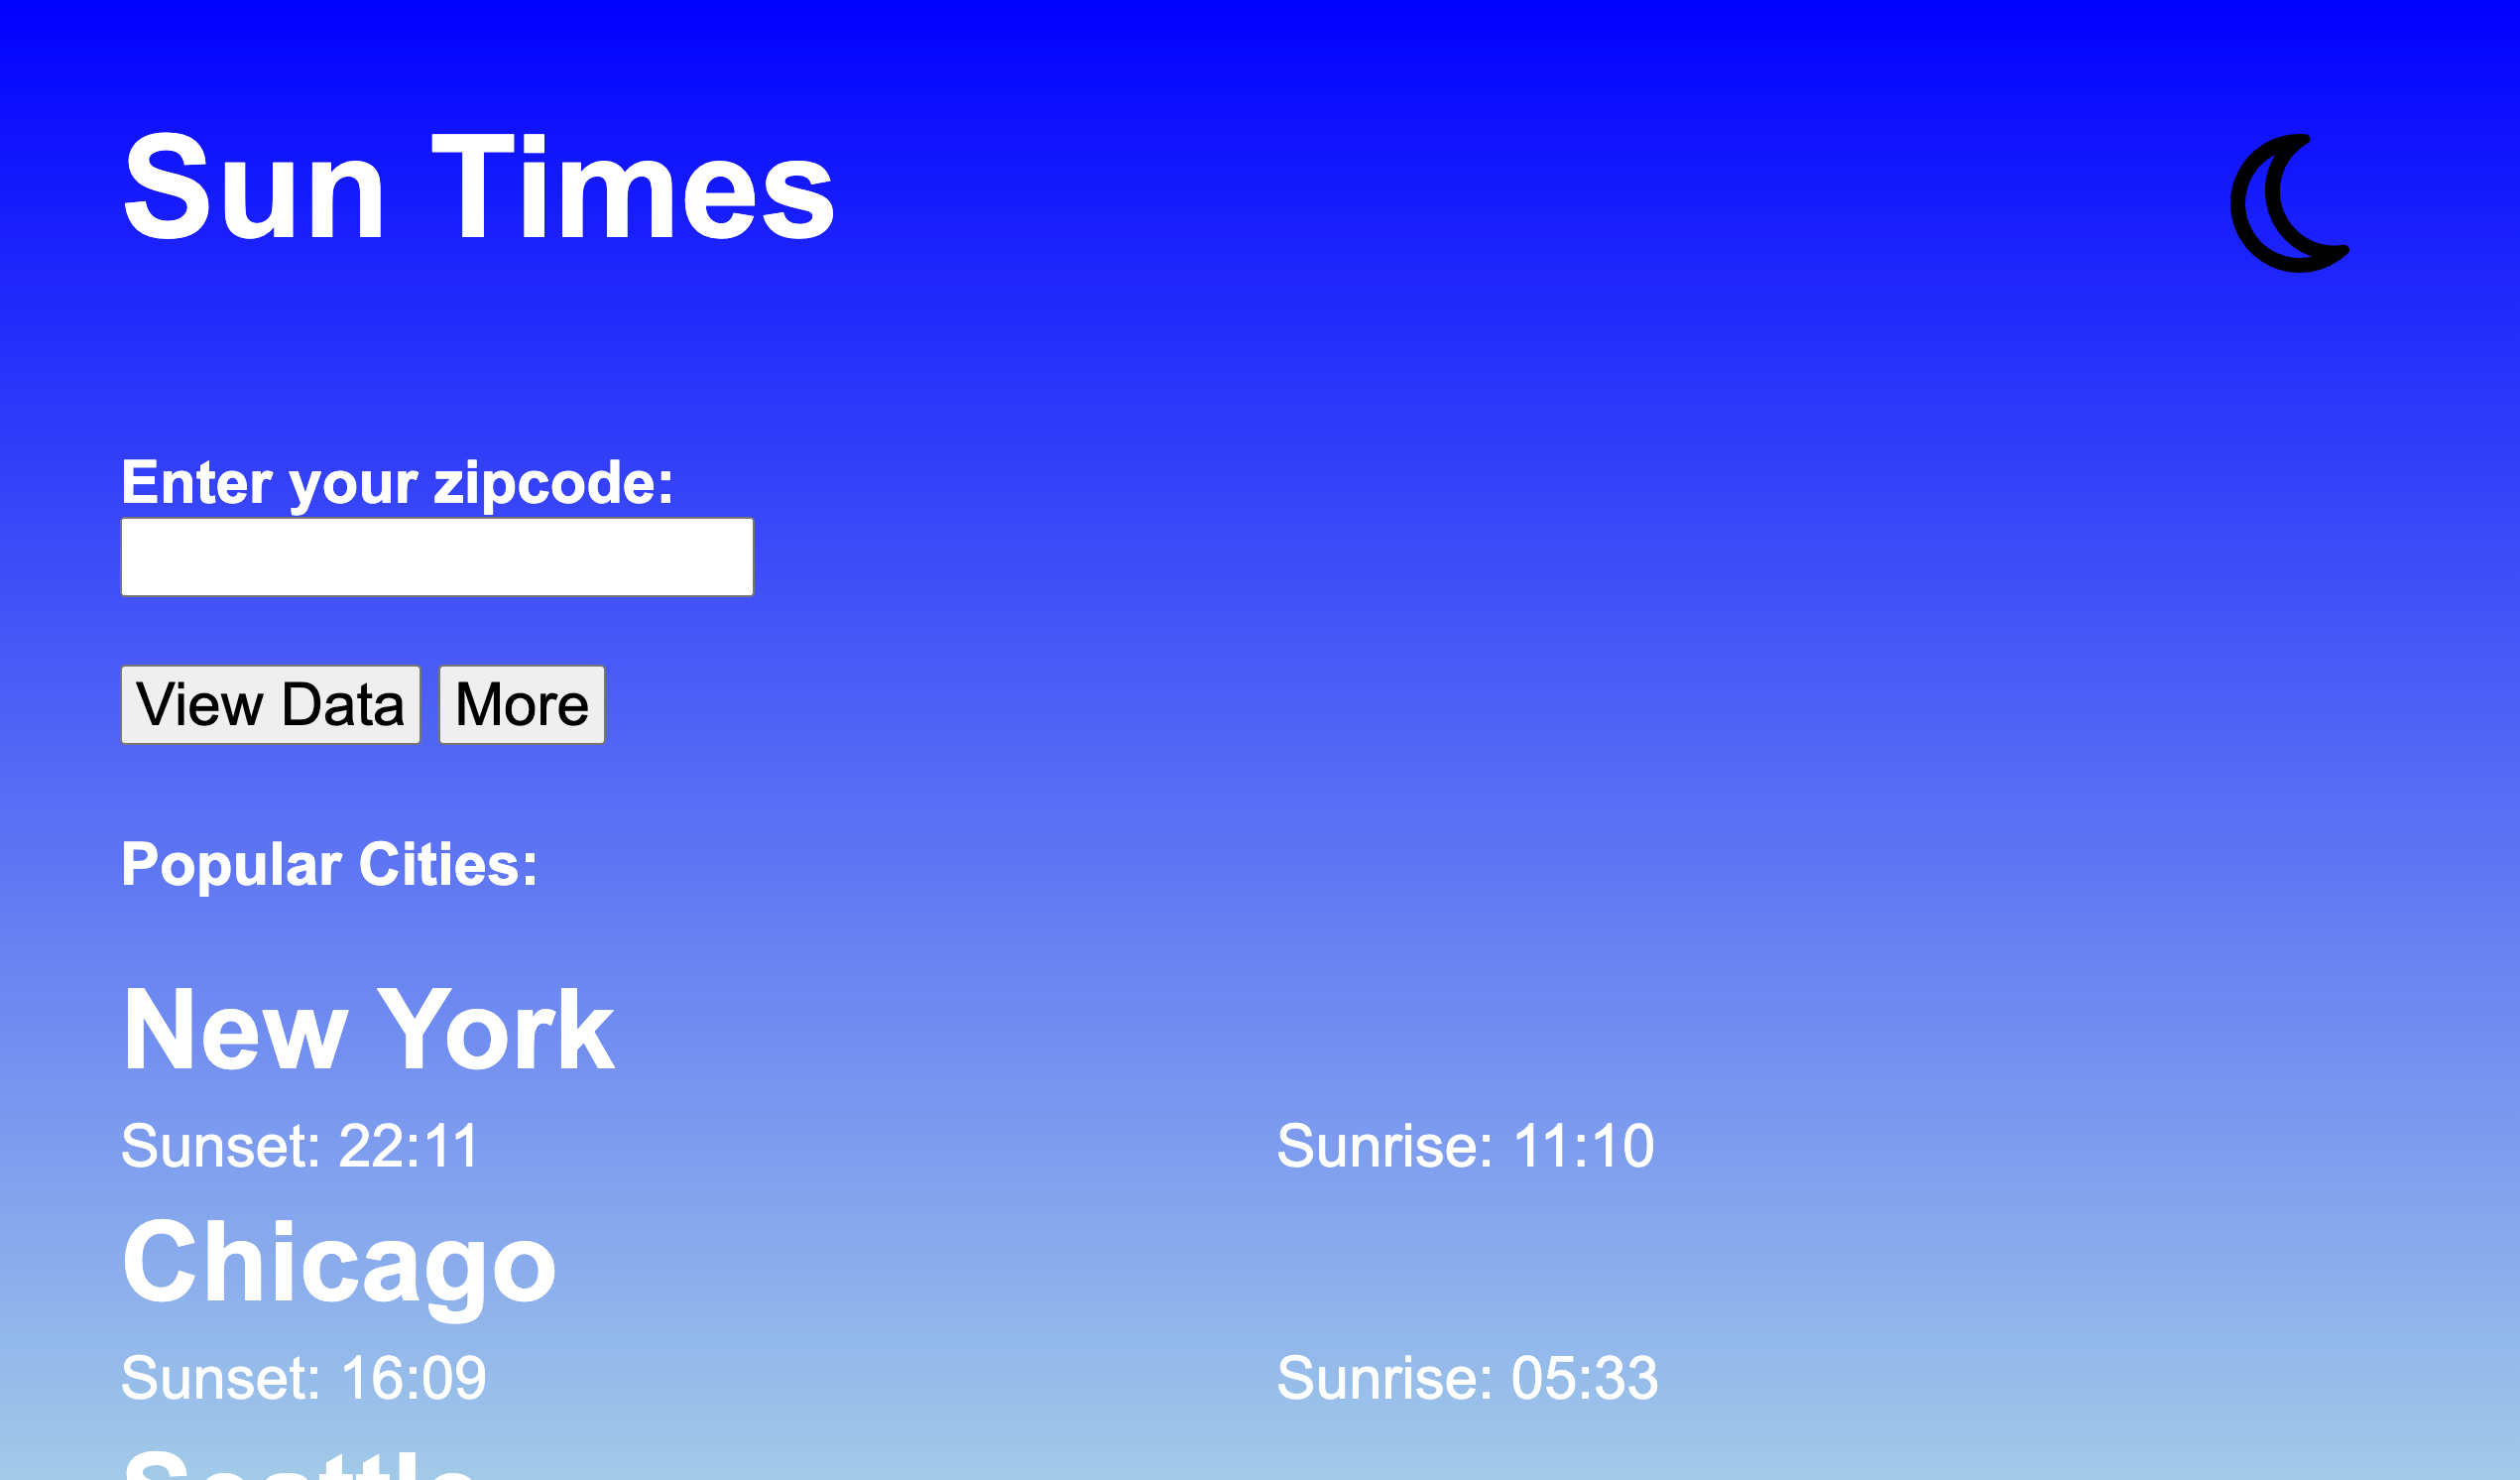 Sun Times
Enter your zipcode:
View Data More
Popular Cities:
New York
Sunset: 22:11 Sunrise: 11:10
Chicago
Sunset: 16:09 Sunrise: 05:33
Seattle